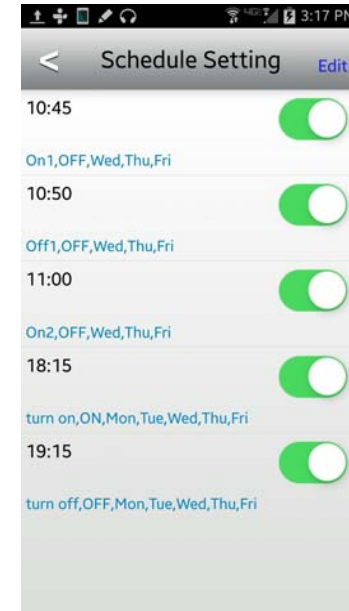 3:17 PM
< Schedule Setting Edit
10:45
On1,OFF,Wed,Thu,Fri
10:50
Off1,OFF,Wed,Thu,Fri
11:00
On2,OFF,Wed,Thu,Fri
18:15
turn on,ON,Mon,Tue,Wed,Thu,Fri
19:15
turn off,OFF,Mon,Tue,Wed,Thu,Fri